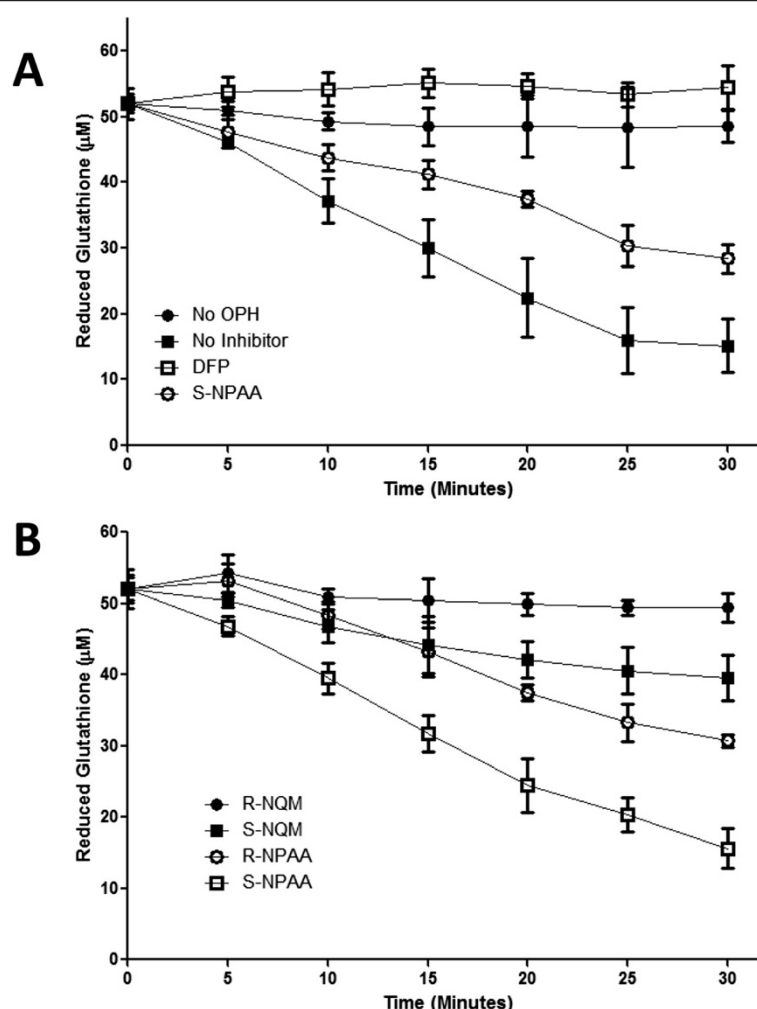 A
Reduced Glutathione (µM)
60
50
40
30
20
10
0
No OPH
No Inhibitor
DFP
S-NPAA
0 5 10 15 20 25 30
Time (Minutes)
B
Reduced Glutathione (µM)
60
50
40
30
20
10
0
R-NQM
S-NQM
R-NPAA
S-NPAA
0 5 10 15 20 25 30
Time (Minutes)